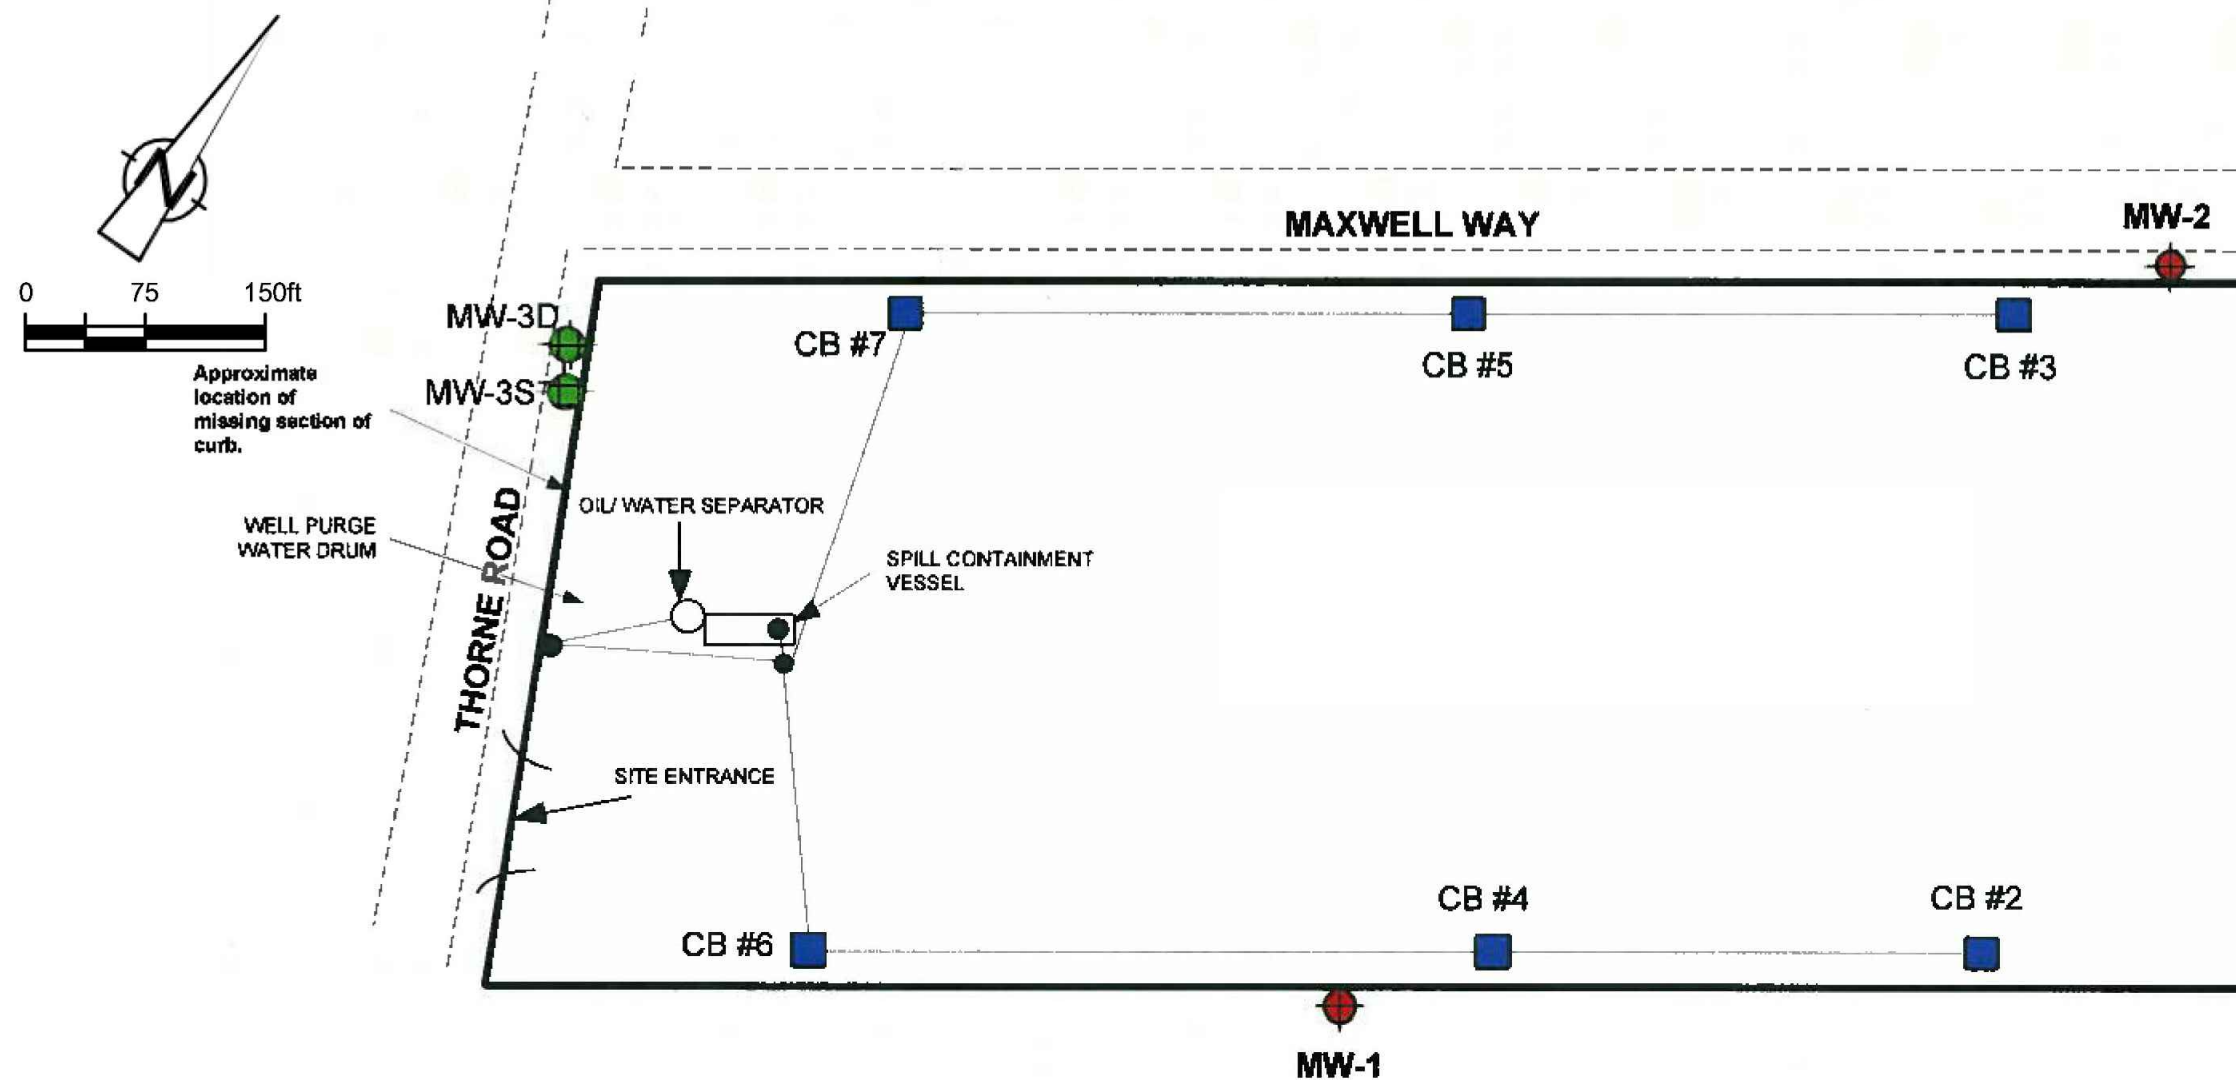 N
MAXWELL WAY
MW-2
0 75 150ft
MW-3D
CB #7
CB #5
CB #3
Approximate
location of
missing section of
curb.
MW-3S
OIL/ WATER SEPARATOR
WELL PURGE
WATER DRUM
THORNE ROAD
SPILL CONTAINMENT
VESSEL
SITE ENTRANCE
CB #4
CB #2
CB #6
MW-1